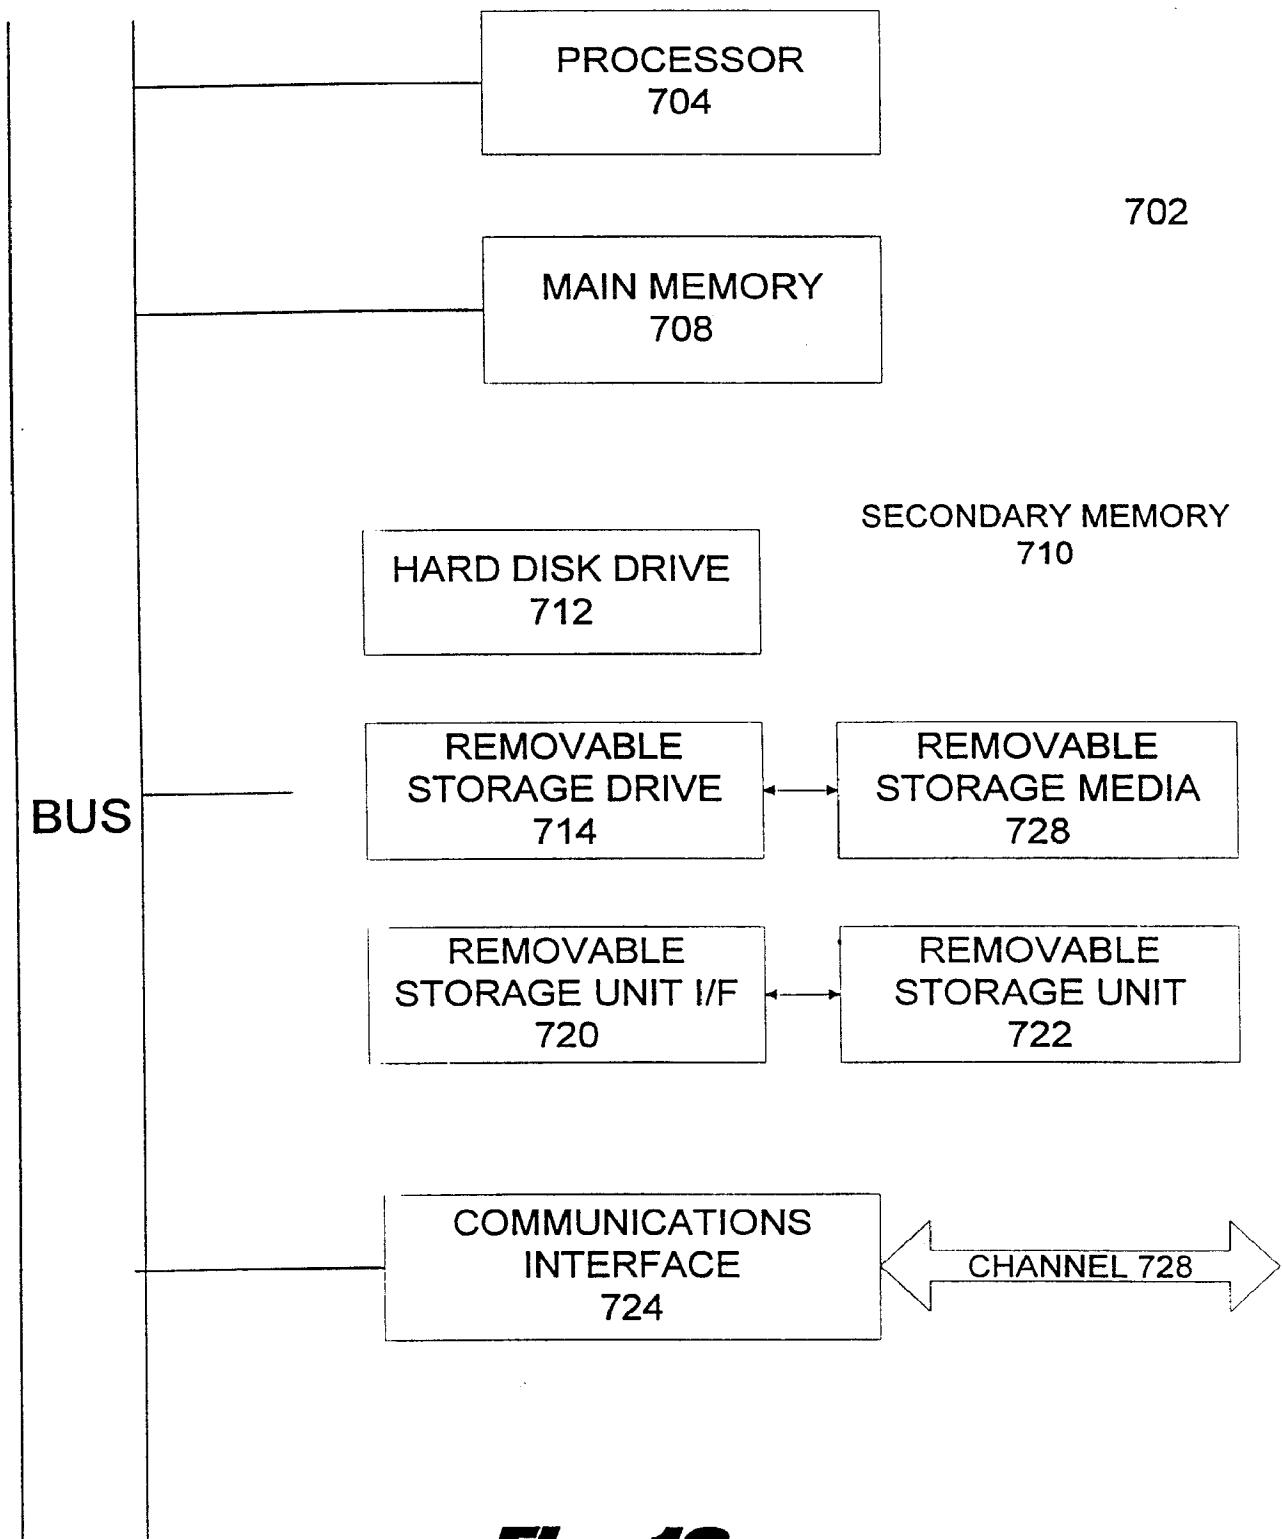 PROCESSOR
704
702
MAIN MEMORY
708
SECONDARY MEMORY
710
HARD DISK DRIVE
712
REMOVABLE
STORAGE DRIVE
714
REMOVABLE
STORAGE MEDIA
728
BUS
REMOVABLE
STORAGE UNIT I/F
720
REMOVABLE
STORAGE UNIT
722
COMMUNICATIONS
INTERFACE
724
CHANNEL 728